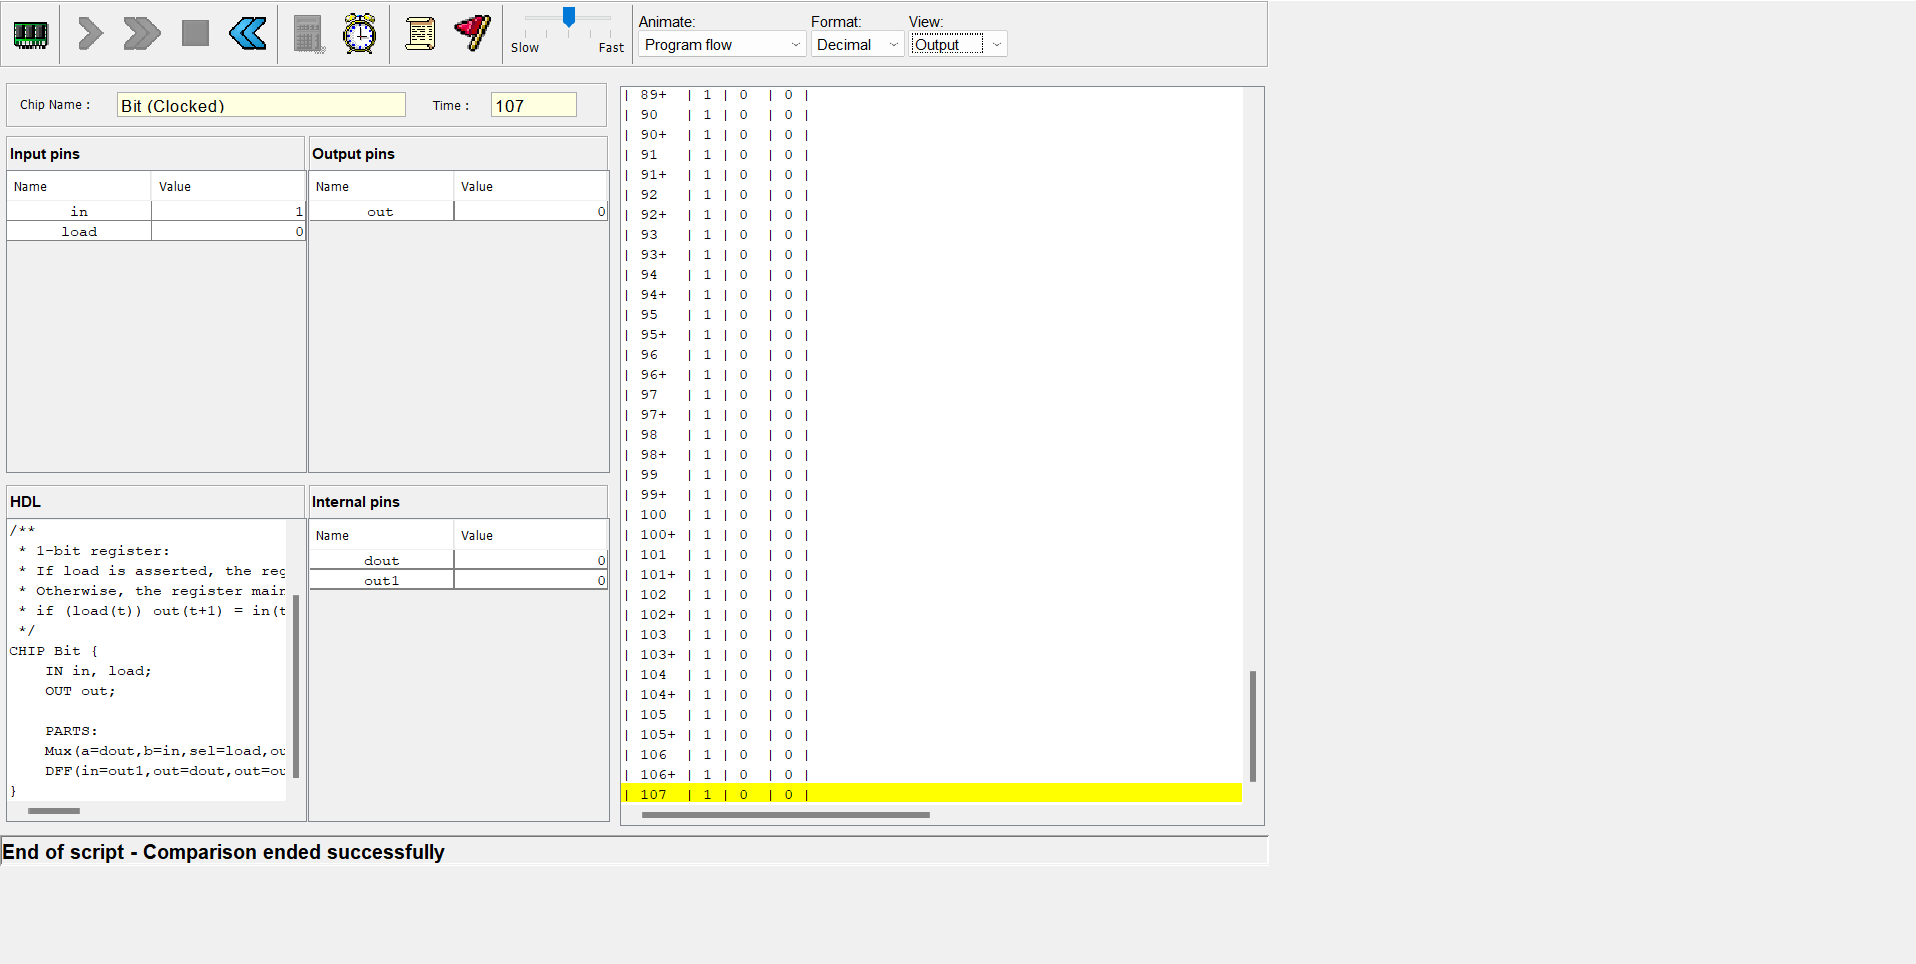 Slow
Fast
Animate:
Program flow
Format:
Decimal
View:
Output
Chip Name :
Bit (Clocked)
Time :
107
Input pins
Name Value
in 1
load 0
Output pins
Name Value
out 0
HDL
/**
 * 1-bit register:
 * If load is asserted, the reg
 * Otherwise, the register main
 * if (load(t)) out(t+1) = in(t
 */
CHIP Bit {
    IN in, load;
    OUT out;
    PARTS:
    Mux(a=dout,b=in,sel=load,ou
    DFF(in=out1,out=dout,out=ou
}
Internal pins
Name Value
dout 0
out1 0
| 89+ | 1 | 0 | 0 |
| 90 | 1 | 0 | 0 |
| 90+ | 1 | 0 | 0 |
| 91 | 1 | 0 | 0 |
| 91+ | 1 | 0 | 0 |
| 92 | 1 | 0 | 0 |
| 92+ | 1 | 0 | 0 |
| 93 | 1 | 0 | 0 |
| 93+ | 1 | 0 | 0 |
| 94 | 1 | 0 | 0 |
| 94+ | 1 | 0 | 0 |
| 95 | 1 | 0 | 0 |
| 95+ | 1 | 0 | 0 |
| 96 | 1 | 0 | 0 |
| 96+ | 1 | 0 | 0 |
| 97 | 1 | 0 | 0 |
| 97+ | 1 | 0 | 0 |
| 98 | 1 | 0 | 0 |
| 98+ | 1 | 0 | 0 |
| 99 | 1 | 0 | 0 |
| 99+ | 1 | 0 | 0 |
| 100 | 1 | 0 | 0 |
| 100+ | 1 | 0 | 0 |
| 101 | 1 | 0 | 0 |
| 101+ | 1 | 0 | 0 |
| 102 | 1 | 0 | 0 |
| 102+ | 1 | 0 | 0 |
| 103 | 1 | 0 | 0 |
| 103+ | 1 | 0 | 0 |
| 104 | 1 | 0 | 0 |
| 104+ | 1 | 0 | 0 |
| 105 | 1 | 0 | 0 |
| 105+ | 1 | 0 | 0 |
| 106 | 1 | 0 | 0 |
| 106+ | 1 | 0 | 0 |
| 107 | 1 | 0 | 0 |
End of script - Comparison ended successfully